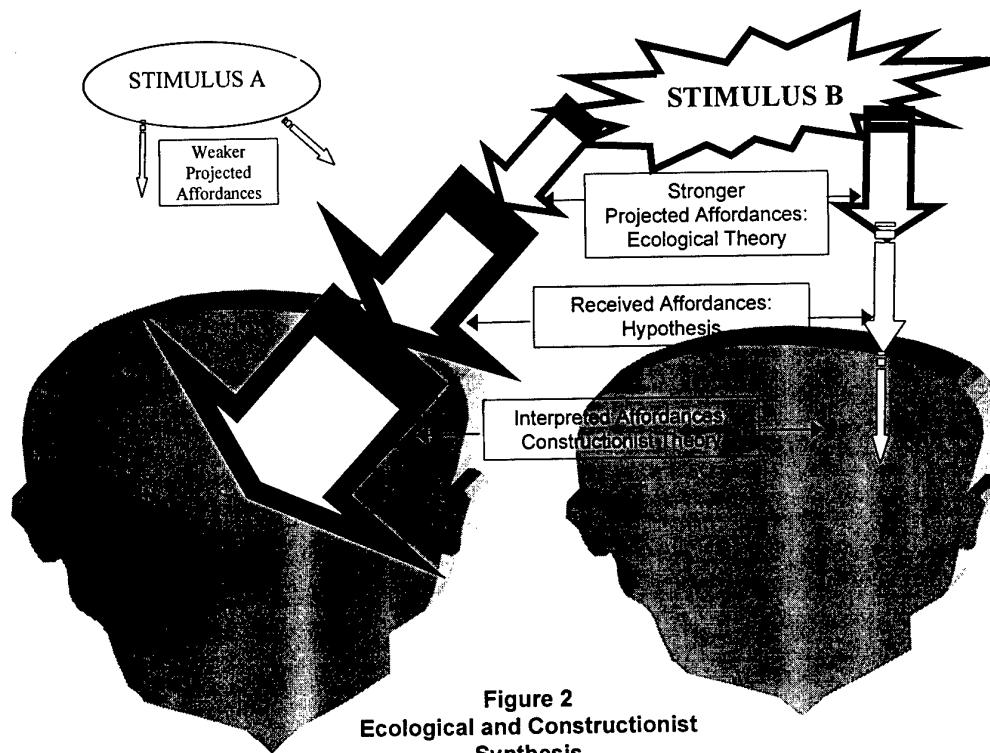 STIMULUS A
STIMULUS B
Weaker
Projected
Affordances
Stronger
Projected Affordances:
Ecological Theory
Received Affordances:
Hypothesis
Interpreted Affordances:
Constructionist Theory
Figure 2
Ecological and Constructionist
Synthesis